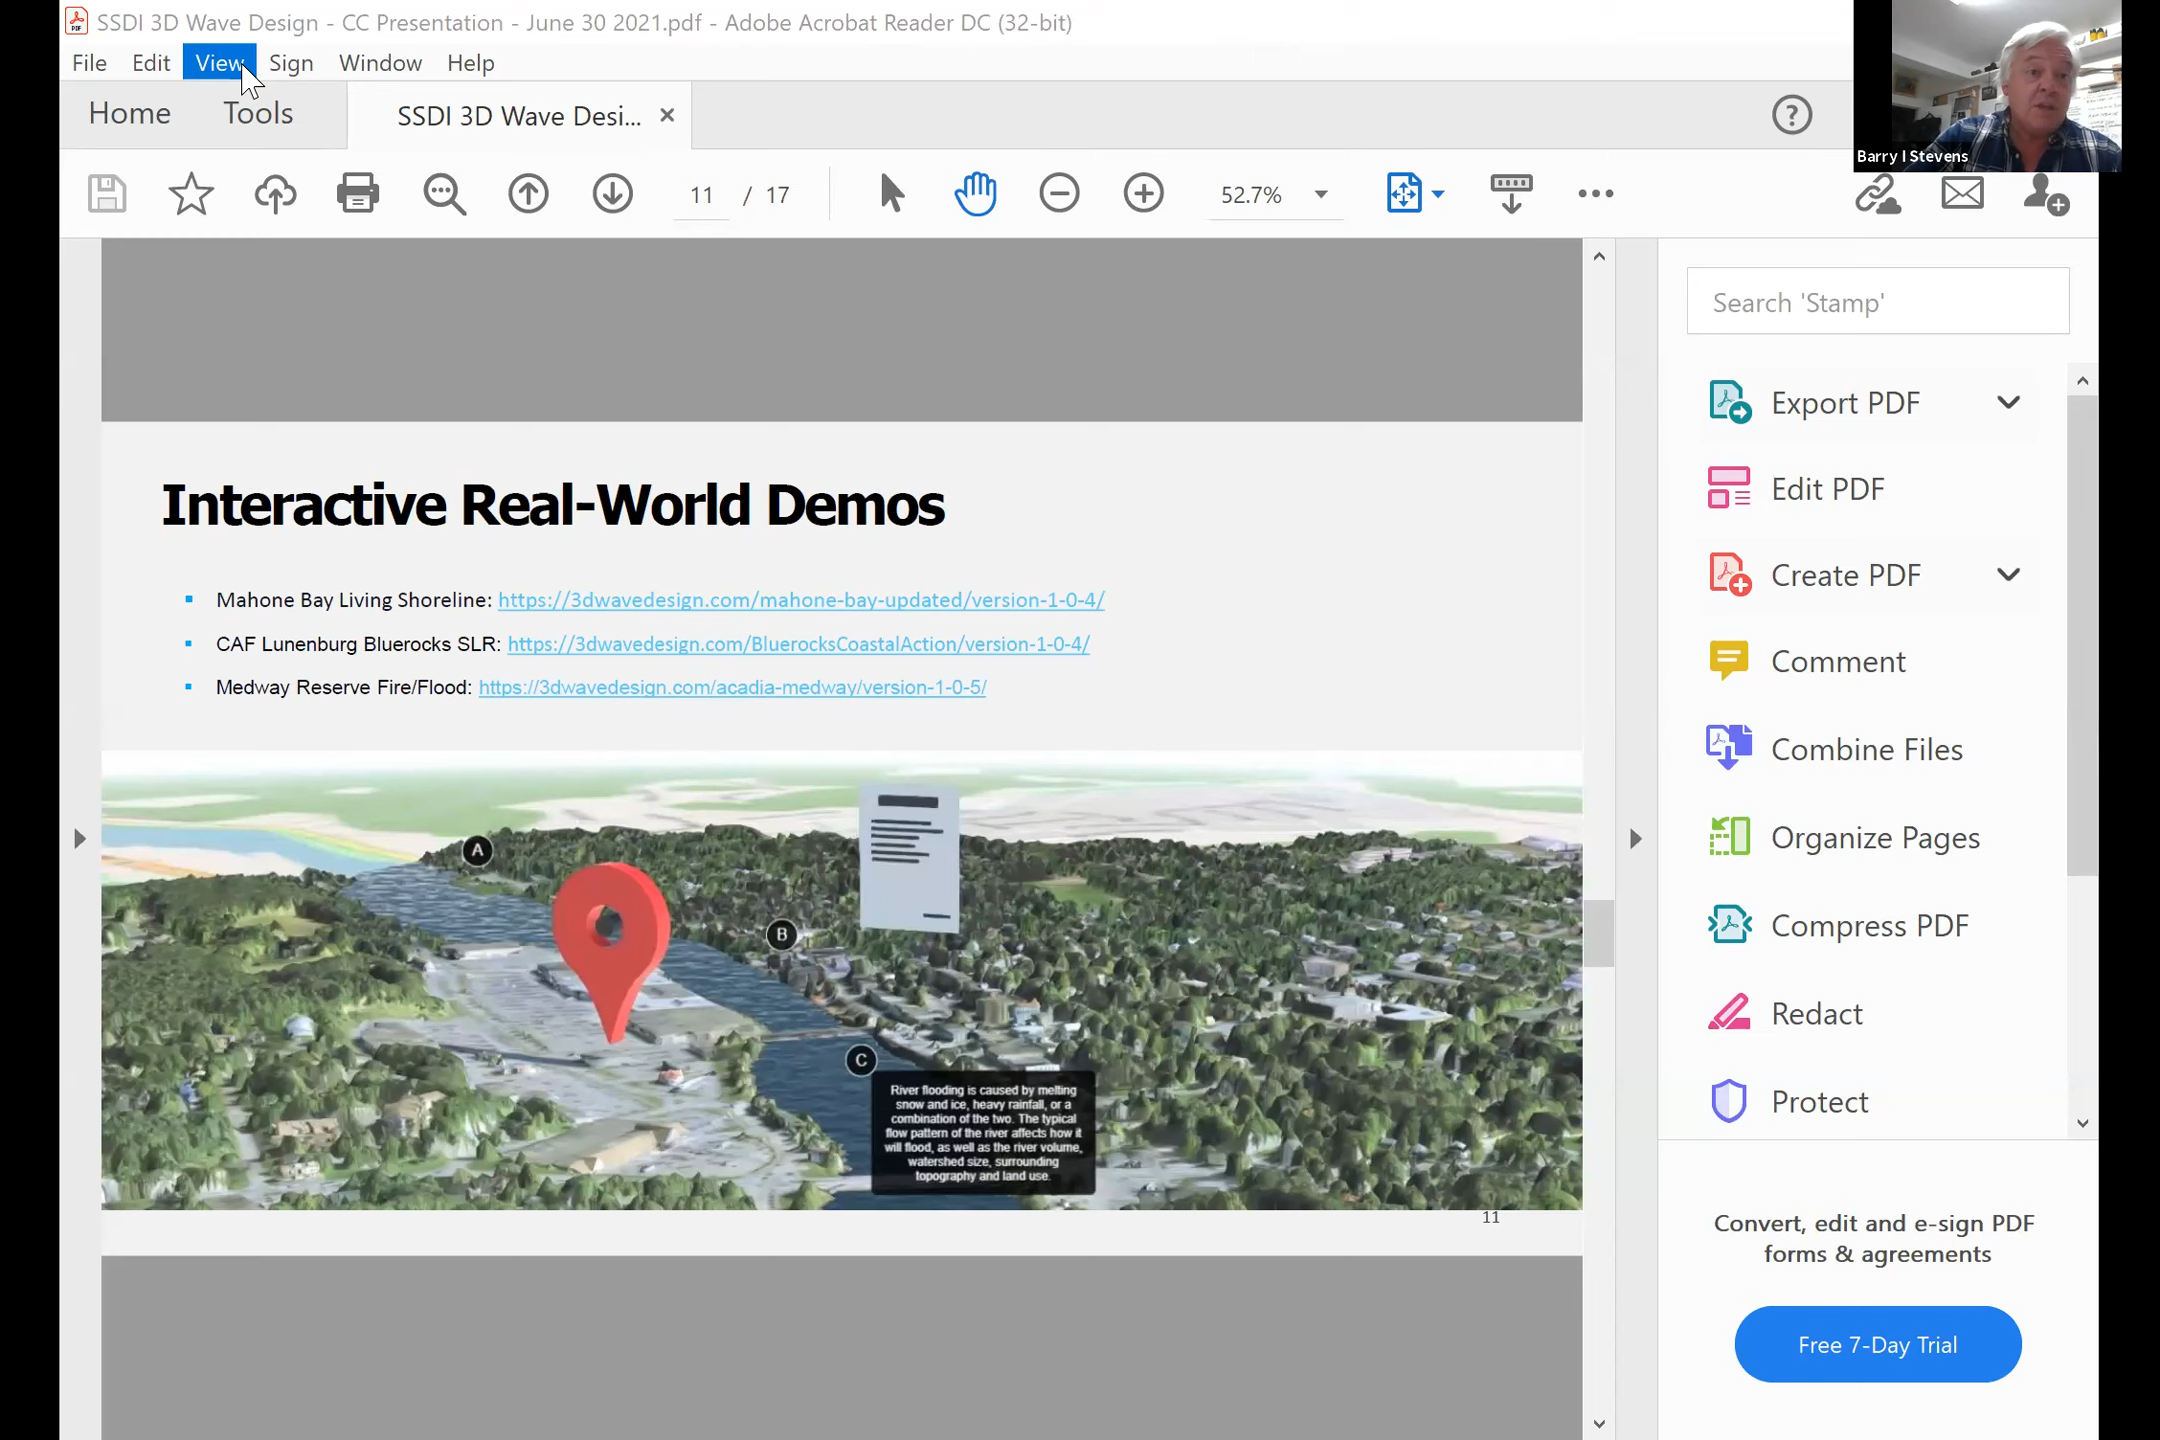 SSDI 3D Wave Design - CC Presentation - June 30 2021.pdf - Adobe Acrobat Reader DC (32-bit)
File Edit View Sign Window Help
Home Tools SSDI 3D Wave Desi... ×
Barry I Stevens
11 / 17 52.7%
Search 'Stamp'
Export PDF
Edit PDF
Create PDF
Comment
Combine Files
Organize Pages
Compress PDF
Redact
Protect
Convert, edit and e-sign PDF
forms & agreements
Free 7-Day Trial
Interactive Real-World Demos
Mahone Bay Living Shoreline: https://3dwavedesign.com/mahone-bay-updated/version-1-0-4/
CAF Lunenburg Bluerocks SLR: https://3dwavedesign.com/BluerocksCoastalAction/version-1-0-4/
Medway Reserve Fire/Flood: https://3dwavedesign.com/acadia-medway/version-1-0-5/
A
B
C
River flooding is caused by melting
snow and ice, heavy rainfall, or a
combination of the two. The typical
flow pattern of the river affects how it
will flood, as well as the river volume,
watershed size, surrounding
topography and land use.
11